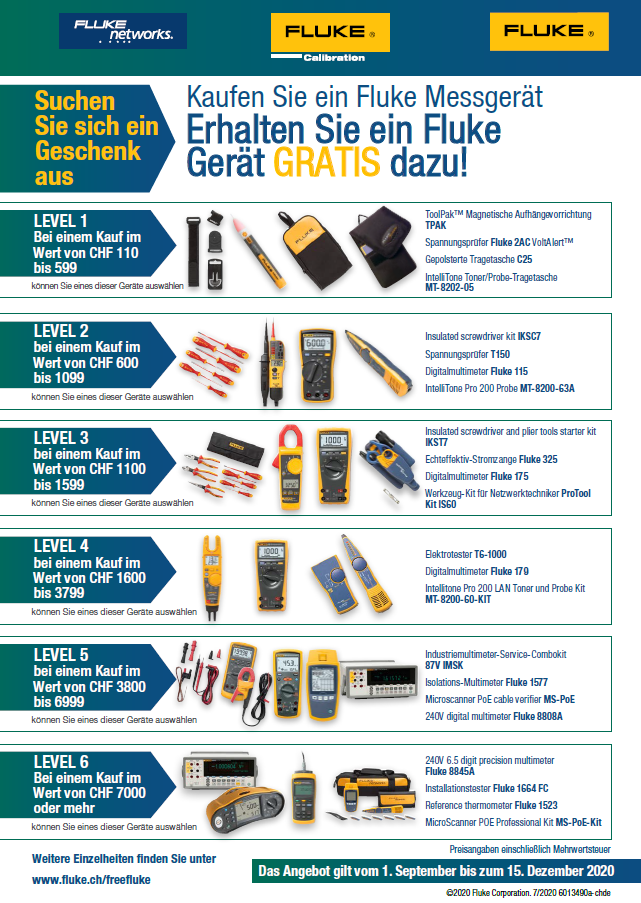 FLUKE
networks.
FLUKE ®
Calibration
FLUKE ®
Suchen
Sie sich ein
Geschenk
aus
Kaufen Sie ein Fluke Messgerät
Erhalten Sie ein Fluke
Gerät GRATIS dazu!
LEVEL 1
Bei einem Kauf im
Wert von CHF 110
bis 599
können Sie eines dieser Geräte auswählen
FLUKE
ToolPak™ Magnetische Aufhängevorrichtung
TPAK
Spannungsprüfer Fluke 2AC VoltAlert™
Gepolsterte Tragetasche C25
IntelliTone Toner/Probe-Tragetasche
MT-8202-05
LEVEL 2
bei einem Kauf im
Wert von CHF 600
bis 1099
können Sie eines dieser Geräte auswählen
Insulated screwdriver kit IKSC7
Spannungsprüfer T150
Digitalmultimeter Fluke 115
IntelliTone Pro 200 Probe MT-8200-63A
LEVEL 3
bei einem Kauf im
Wert von CHF 1100
bis 1599
können Sie eines dieser Geräte auswählen
Insulated screwdriver and plier tools starter kit
IKST7
Echteffektiv-Stromzange Fluke 325
Digitalmultimeter Fluke 175
Werkzeug-Kit für Netzwerktechniker ProTool
Kit IS60
LEVEL 4
bei einem Kauf im
Wert von CHF 1600
bis 3799
können Sie eines dieser Geräte auswählen
Elektrotester T6-1000
Digitalmultimeter Fluke 179
Intellitone Pro 200 LAN Toner und Probe Kit
MT-8200-60-KIT
LEVEL 5
bei einem Kauf im
Wert von CHF 3800
bis 6999
können Sie eines dieser Geräte auswählen
Industriemultimeter-Service-Combokit
87V IMSK
Isolations-Multimeter Fluke 1577
Microscanner PoE cable verifier MS-PoE
240V digital multimeter Fluke 8808A
LEVEL 6
Bei einem Kauf im
Wert von CHF 7000
oder mehr
können Sie eines dieser Geräte auswählen
240V 6.5 digit precision multimeter
Fluke 8845A
Installationstester Fluke 1664 FC
Reference thermometer Fluke 1523
MicroScanner POE Professional Kit MS-PoE-Kit
Preisangaben einschließlich Mehrwertsteuer
Weitere Einzelheiten finden Sie unter
www.fluke.ch/freefluke
Das Angebot gilt vom 1. September bis zum 15. Dezember 2020
©2020 Fluke Corporation. 7/2020 6013490a-chde